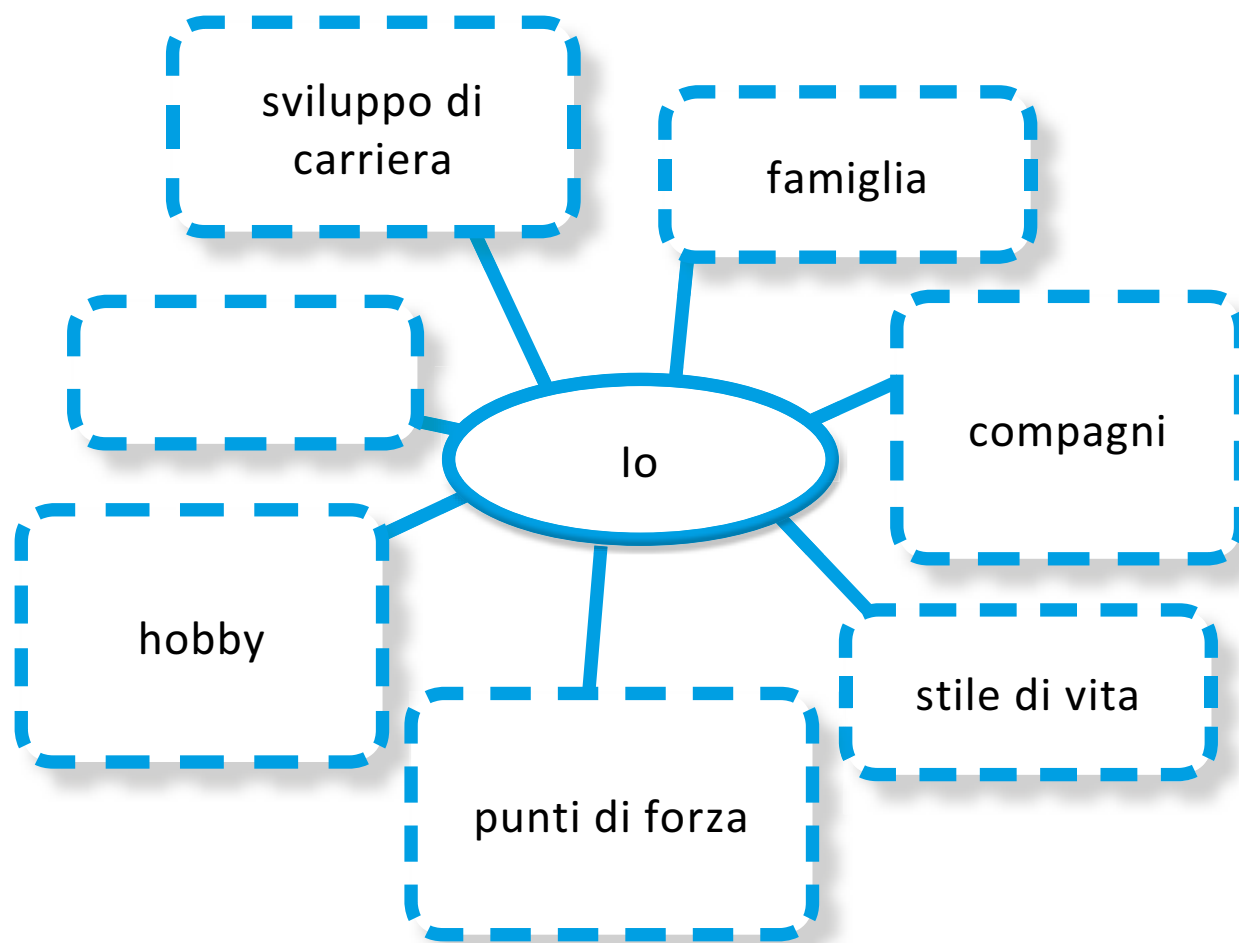 sviluppo di
carriera
famiglia
compagni
Io
hobby
stile di vita
punti di forza